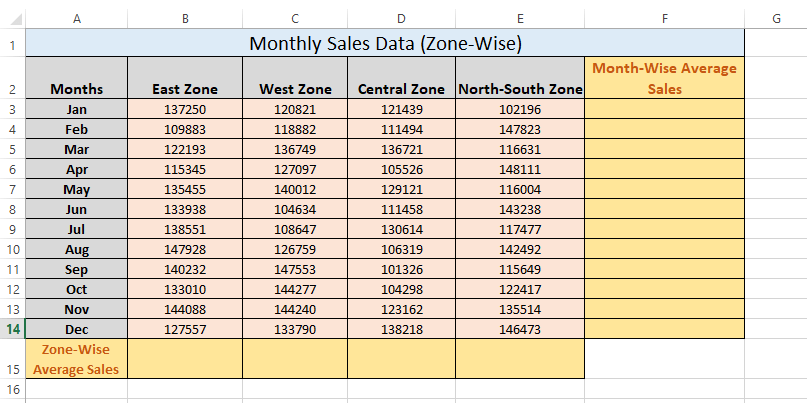 A B C D E F G
1 Monthly Sales Data (Zone-Wise)
2 Months East Zone West Zone Central Zone North-South Zone Month-Wise Average Sales
3 Jan 137250 120821 121439 102196
4 Feb 109883 118882 111494 147823
5 Mar 122193 136749 136721 116631
6 Apr 115345 127097 105526 148111
7 May 135455 140012 129121 116004
8 Jun 133938 104634 111458 143238
9 Jul 138551 108647 130614 117477
10 Aug 147928 126759 106319 142492
11 Sep 140232 147553 101326 115649
12 Oct 133010 144277 104298 122417
13 Nov 144088 144240 123162 135514
14 Dec 127557 133790 138218 146473
15 Zone-Wise Average Sales
16